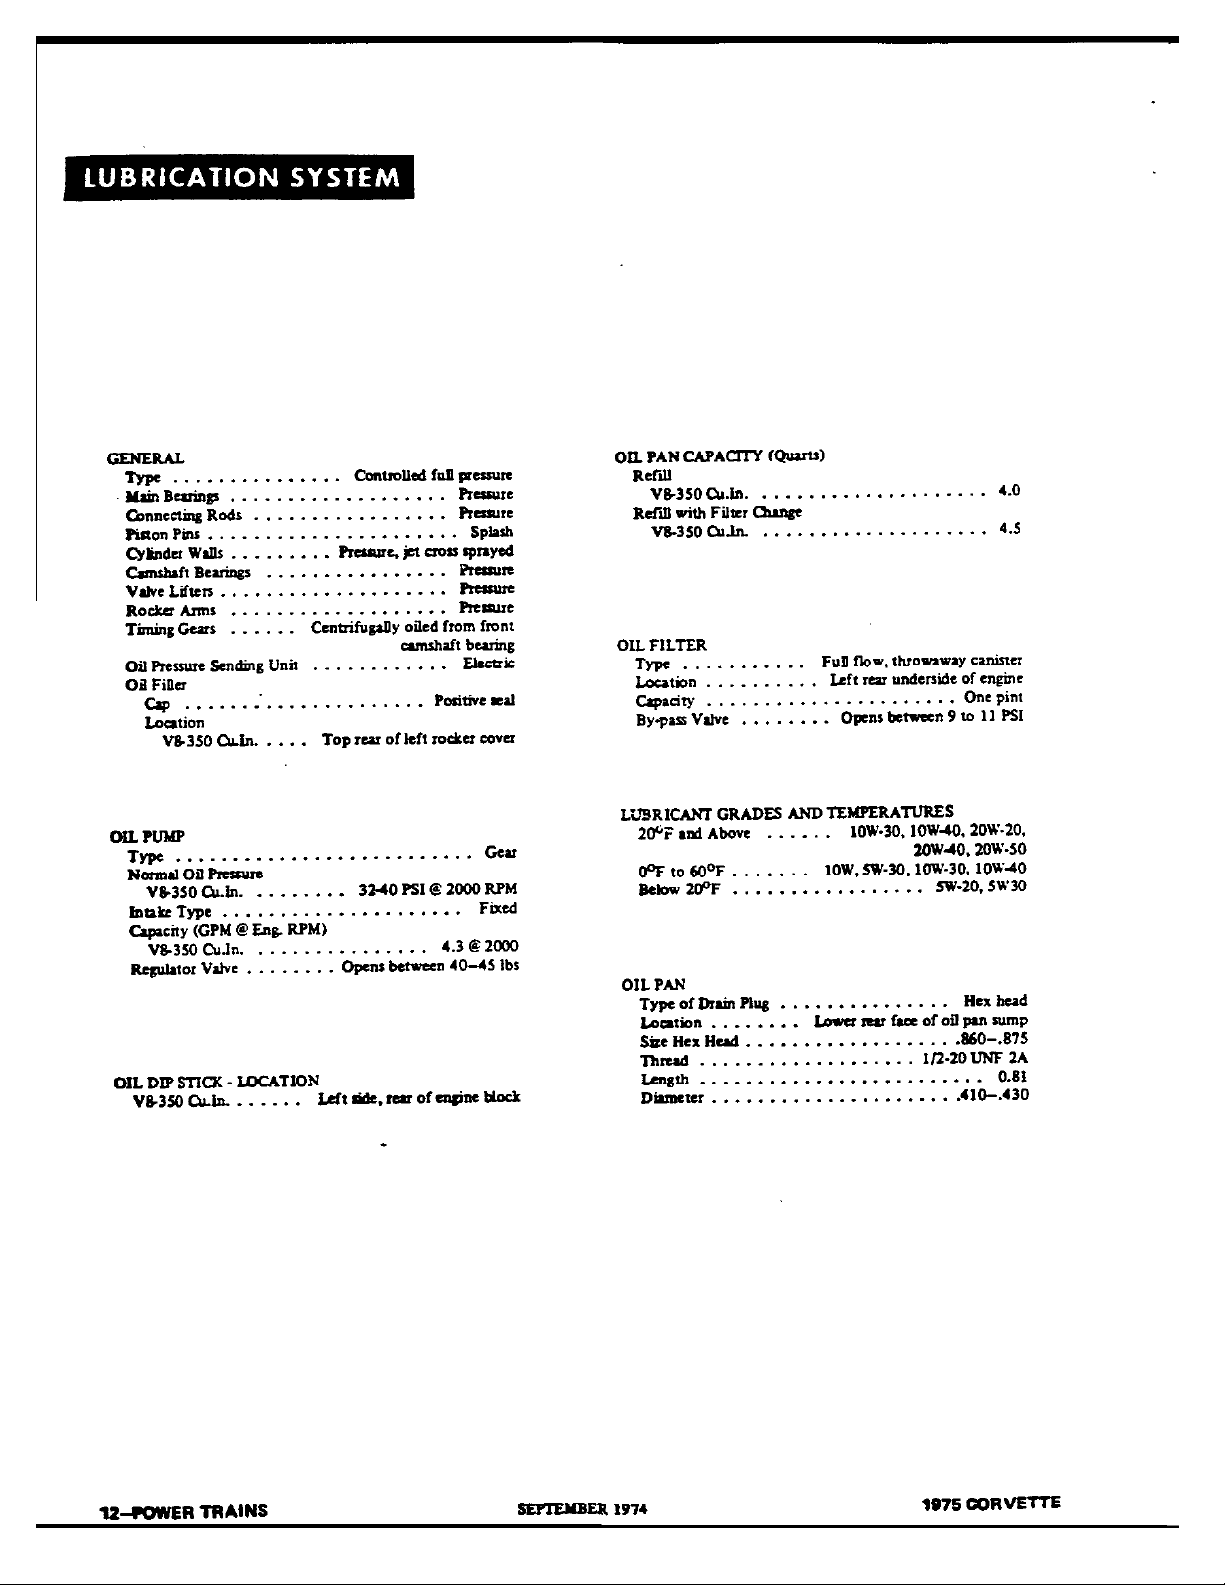 LUBRICATION SYSTEM
GENERAL
Type . . . . . . . . . . . . . . . Controlled full pressure
Main Bearings . . . . . . . . . . . . . . . . . . . Pressure
Connecting Rods . . . . . . . . . . . . . . . . . Pressure
Piston Pins . . . . . . . . . . . . . . . . . . . . . . Splash
Cylinder Walls . . . . . . . . . Pressure, jet cross sprayed
Camshaft Bearings . . . . . . . . . . . . . . . . Pressure
Valve Lifters . . . . . . . . . . . . . . . . . . . . Pressure
Rocker Arms . . . . . . . . . . . . . . . . . . . Pressure
Timing Gears . . . . . . Centrifugally oiled from front
camshaft bearing
Oil Pressure Sending Unit . . . . . . . . . . . . Electric
Oil Filler
Cap . . . . . . . . . . . . . . . . . . . . . Positive seal
Location
V8-350 Cu.In. . . . . . Top rear of left rocker cover
OIL PUMP
Type . . . . . . . . . . . . . . . . . . . . . . . . . . Gear
Normal Oil Pressure
V8-350 Cu.In. . . . . . . . . 32-40 PSI @ 2000 RPM
Intake Type . . . . . . . . . . . . . . . . . . . . . Fixed
Capacity (GPM @ Eng. RPM)
V8-350 Cu.In. . . . . . . . . . . . . . . . 4.3 @ 2000
Regulator Valve . . . . . . . . Opens between 40–45 lbs
OIL DIP STICK - LOCATION
V8-350 Cu.In. . . . . . . Left side, rear of engine block
OIL PAN CAPACITY (Quarts)
Refill
V8-350 Cu.In. . . . . . . . . . . . . . . . . . . . . 4.0
Refill with Filter Change
V8-350 Cu.In. . . . . . . . . . . . . . . . . . . . . 4.5
OIL FILTER
Type . . . . . . . . . . . Full flow, throwaway canister
Location . . . . . . . . . . Left rear underside of engine
Capacity . . . . . . . . . . . . . . . . . . . . . . One pint
By-pass Valve . . . . . . . . Opens between 9 to 11 PSI
LUBRICANT GRADES AND TEMPERATURES
20°F and Above . . . . . . 10W-30, 10W-40, 20W-20,
20W-40, 20W-50
0°F to 60°F . . . . . . . 10W, 5W-30, 10W-30, 10W-40
Below 20°F . . . . . . . . . . . . . . . . . 5W-20, 5W30
OIL PAN
Type of Drain Plug . . . . . . . . . . . . . . . Hex head
Location . . . . . . . . Lower rear face of oil pan sump
Size Hex Head . . . . . . . . . . . . . . . . . . .860–.875
Thread . . . . . . . . . . . . . . . . . . . 1/2-20 UNF 2A
Length . . . . . . . . . . . . . . . . . . . . . . . . . 0.81
Diameter . . . . . . . . . . . . . . . . . . . . . .410–.430
12–POWER TRAINS
SEPTEMBER 1974
1975 CORVETTE